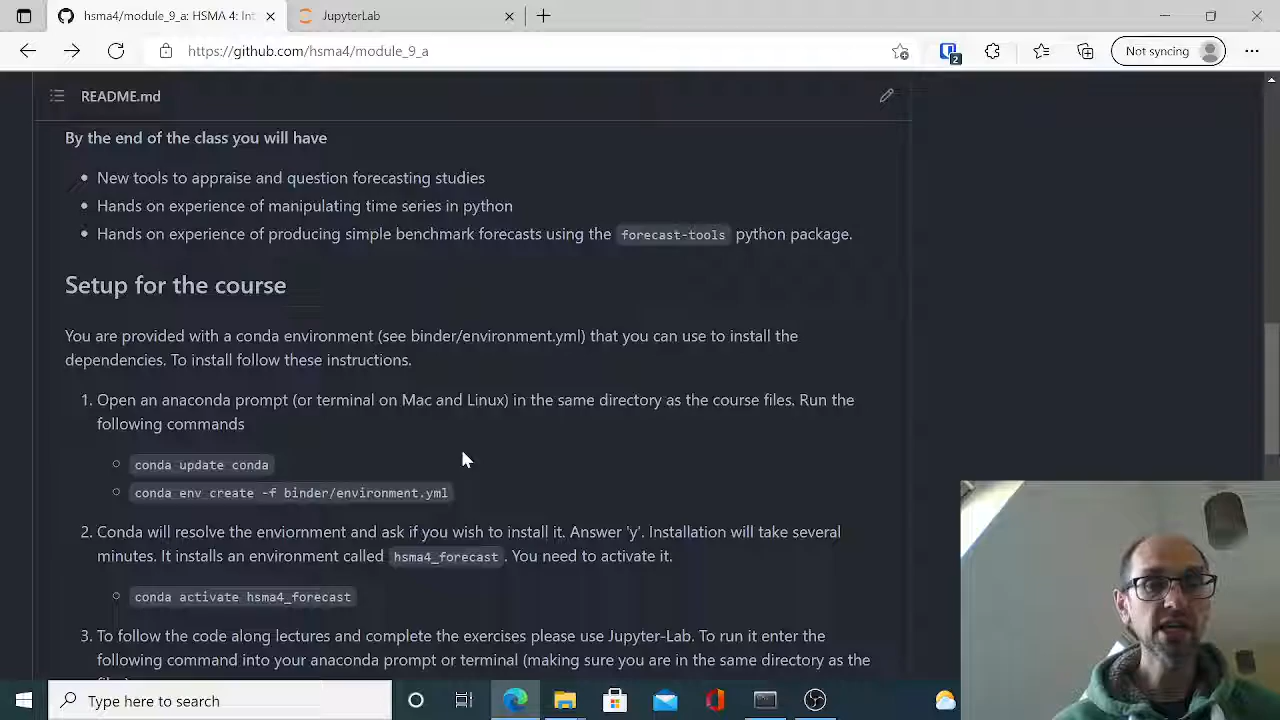 hsma4/module_9_a: HSMA 4: Int
JupyterLab
https://github.com/hsma4/module_9_a
2
Not syncing
README.md
By the end of the class you will have
New tools to appraise and question forecasting studies
Hands on experience of manipulating time series in python
Hands on experience of producing simple benchmark forecasts using the forecast-tools python package.
Setup for the course
You are provided with a conda environment (see binder/environment.yml) that you can use to install the
dependencies. To install follow these instructions.
1. Open an anaconda prompt (or terminal on Mac and Linux) in the same directory as the course files. Run the
following commands
conda update conda
conda env create -f binder/environment.yml
2. Conda will resolve the enviornment and ask if you wish to install it. Answer 'y'. Installation will take several
minutes. It installs an environment called hsma4_forecast. You need to activate it.
conda activate hsma4_forecast
3. To follow the code along lectures and complete the exercises please use Jupyter-Lab. To run it enter the
following command into your anaconda prompt or terminal (making sure you are in the same directory as the
Type here to search